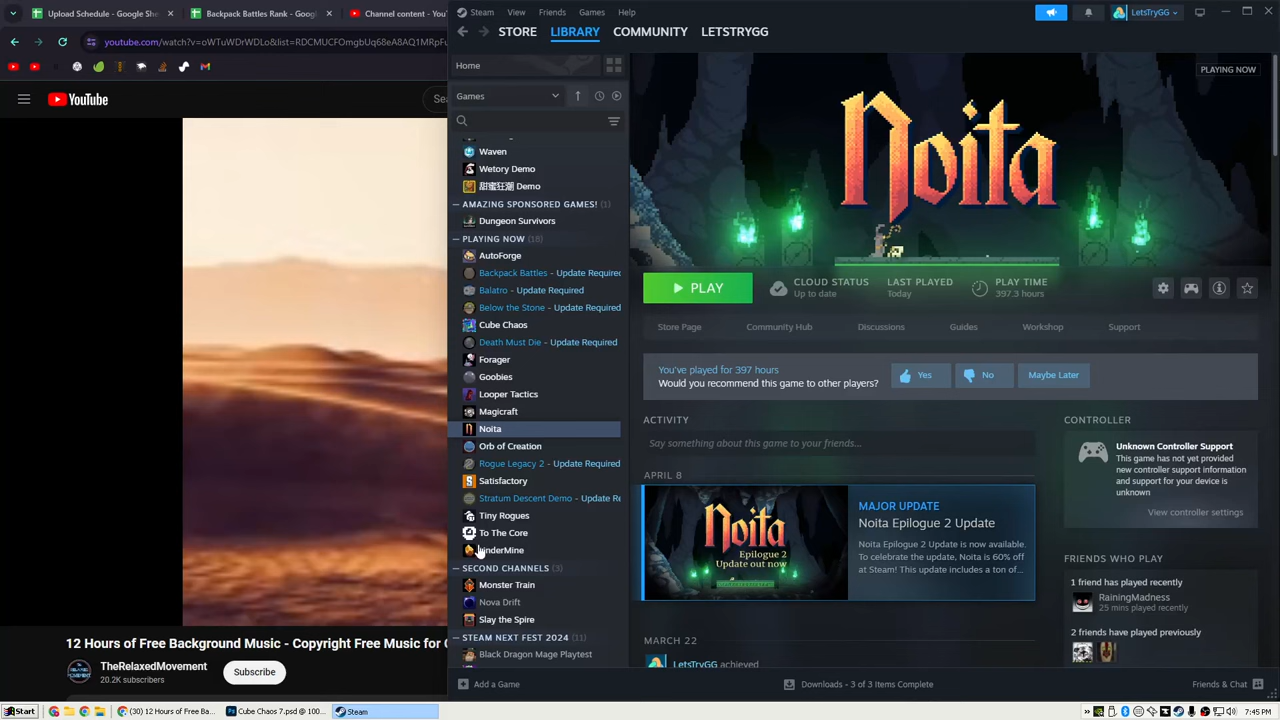 Upload Schedule - Google She
Backpack Battles Rank - Goog
Channel content - YouTu
youtube.com/watch?v=oWTuWDrWDLo&list=RDCMUCFOmgbUq68eA8AQ1MRpFu
YouTube
Sea
12 Hours of Free Background Music - Copyright Free Music for C
TheRelaxedMovement
20.2K subscribers
Subscribe
Steam View Friends Games Help
LetsTryGG
STORE LIBRARY COMMUNITY LETSTRYGG
Home
Games
Waven
Wetory Demo
甜蜜狂潮 Demo
AMAZING SPONSORED GAMES! (1)
Dungeon Survivors
PLAYING NOW (18)
AutoForge
Backpack Battles - Update Required
Balatro - Update Required
Below the Stone - Update Required
Cube Chaos
Death Must Die - Update Required
Forager
Goobies
Looper Tactics
Magicraft
Noita
Orb of Creation
Rogue Legacy 2 - Update Required
Satisfactory
Stratum Descent Demo - Update Re
Tiny Rogues
To The Core
underMine
SECOND CHANNELS (3)
Monster Train
Nova Drift
Slay the Spire
STEAM NEXT FEST 2024 (11)
Black Dragon Mage Playtest
Add a Game
PLAYING NOW
Noita
PLAY
CLOUD STATUS
Up to date
LAST PLAYED
Today
PLAY TIME
397.3 hours
Store Page Community Hub Discussions Guides Workshop Support
You've played for 397 hours
Would you recommend this game to other players?
Yes No Maybe Later
ACTIVITY
Say something about this game to your friends...
APRIL 8
Noita
Epilogue 2
Update out now
MAJOR UPDATE
Noita Epilogue 2 Update
Noita Epilogue 2 Update is now available.
To celebrate the update, Noita is 60% off
at Steam! This update includes a ton of...
MARCH 22
LetsTryGG achieved
CONTROLLER
Unknown Controller Support
This game has not yet provided
new controller support information
and support for your device is
unknown
View controller settings
FRIENDS WHO PLAY
1 friend has played recently
RainingMadness
25 mins played recently
2 friends have played previously
Downloads - 3 of 3 Items Complete
Friends & Chat
Start
(30) 12 Hours of Free Ba...
Cube Chaos 7.psd @ 100...
Steam
7:45 PM